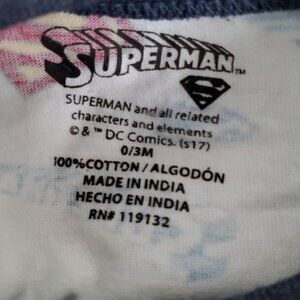 SUPERMAN™
SUPERMAN and all related
characters and elements
© & ™ DC Comics. (s17)
0/3M
100%COTTON/ALGODÓN
MADE IN INDIA
HECHO EN INDIA
RN# 119132